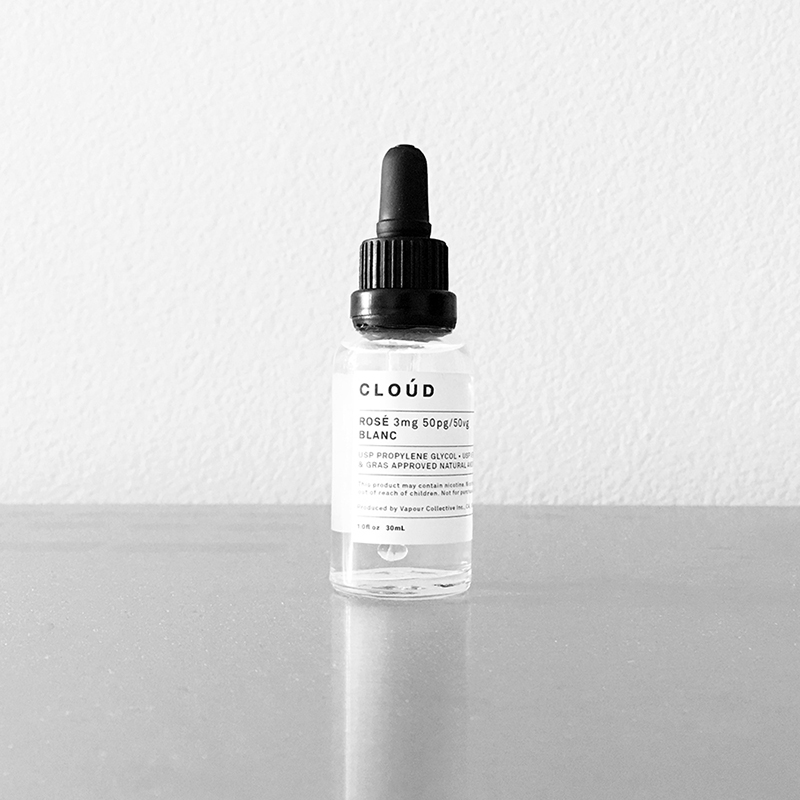 CLOÚD
ROSÉ 3mg 50pg/50vg
BLANC
USP PROPYLENE GLYCOL • USP
& GRAS APPROVED NATURAL
This product may contain nicotine.
out of reach of children. Not for
Produced by Vapour Collective Inc.,
1.0fl oz 30mL